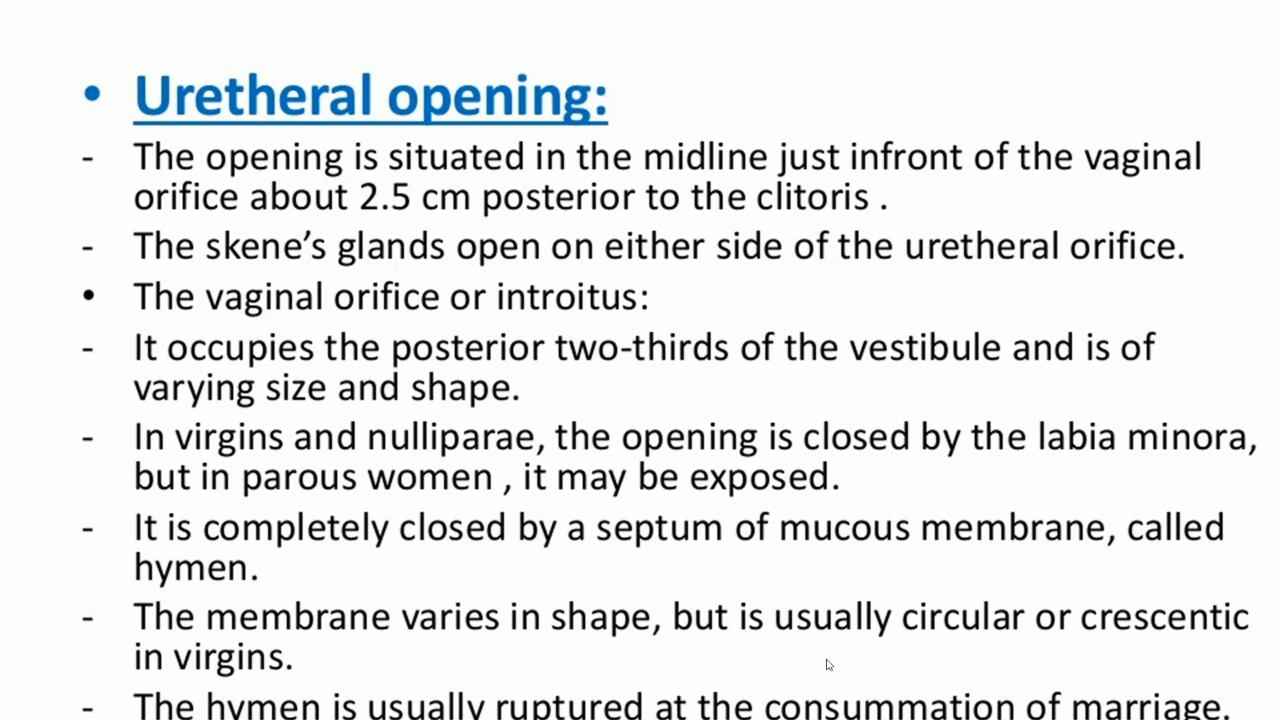 • Uretheral opening:
- The opening is situated in the midline just infront of the vaginal
orifice about 2.5 cm posterior to the clitoris .
- The skene’s glands open on either side of the uretheral orifice.
• The vaginal orifice or introitus:
- It occupies the posterior two-thirds of the vestibule and is of
varying size and shape.
- In virgins and nulliparae, the opening is closed by the labia minora,
but in parous women , it may be exposed.
- It is completely closed by a septum of mucous membrane, called
hymen.
- The membrane varies in shape, but is usually circular or crescentic
in virgins.
- The hymen is usually ruptured at the consummation of marriage.